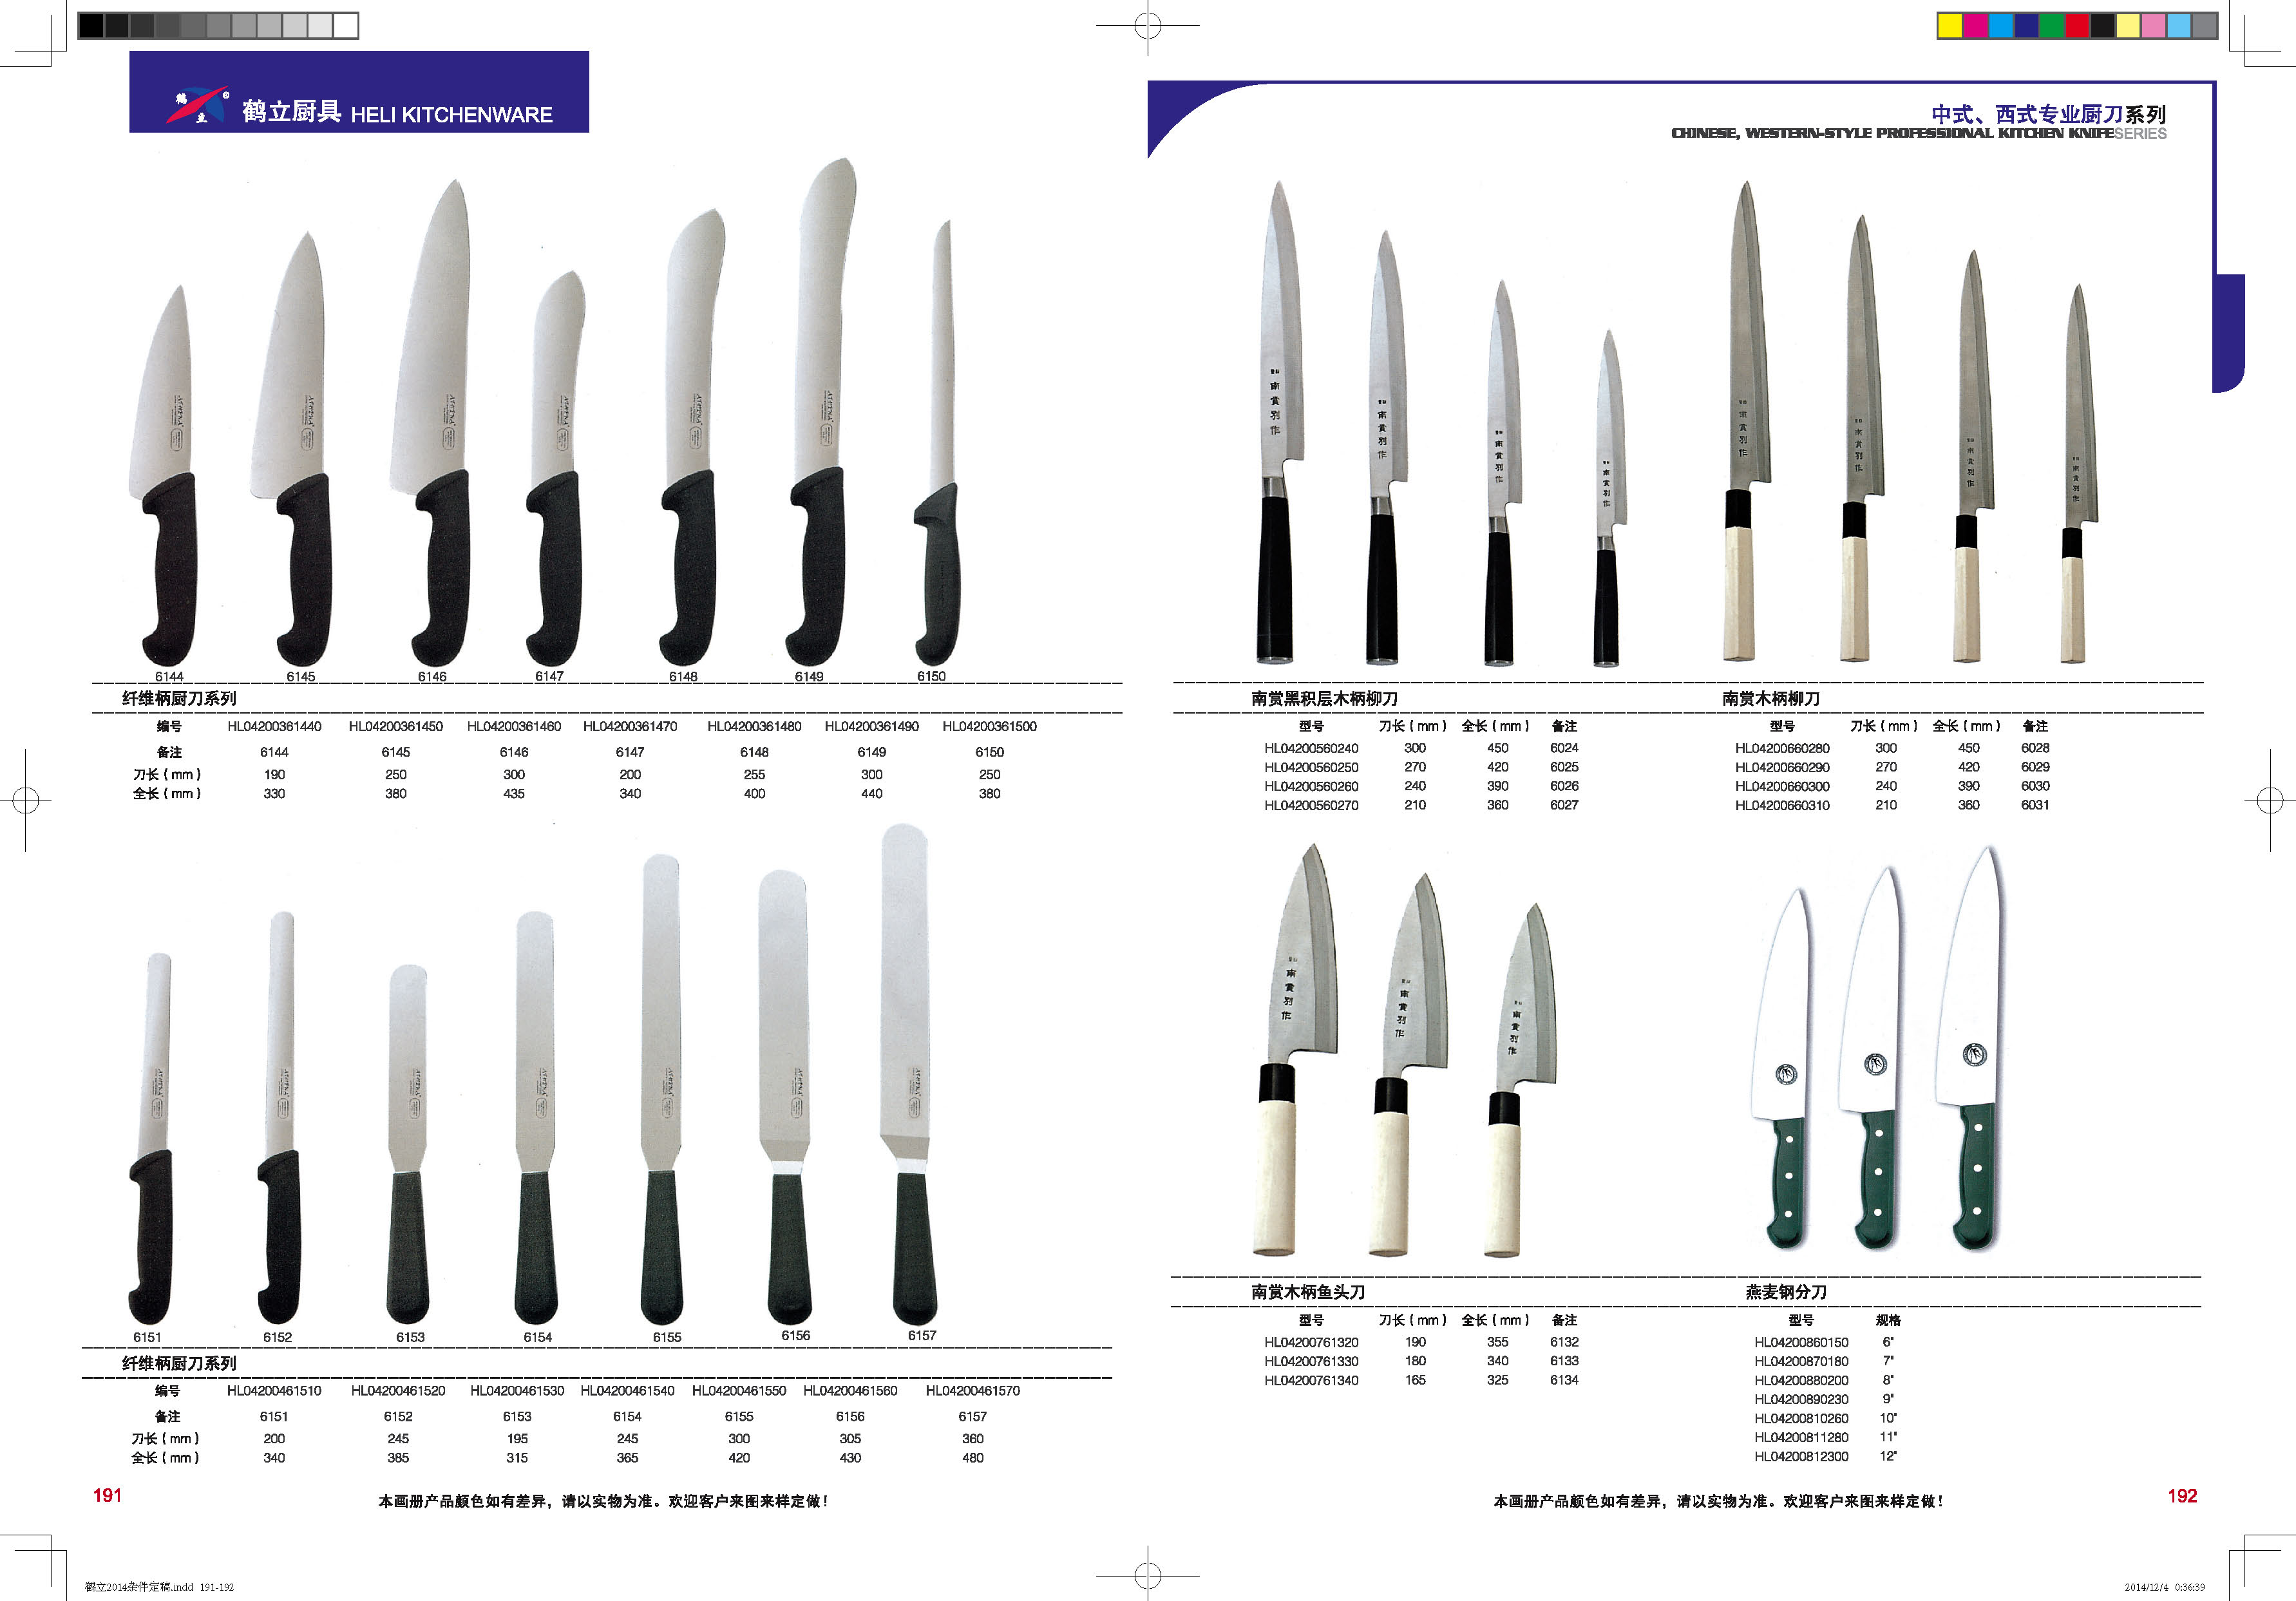 鹤立厨具 HELI KITCHENWARE
中式、西式专业厨刀系列
CHINESE, WESTERN-STYLE PROFESSIONAL KITCHEN KNIFE SERIES
6144 6145 6146 6147 6148 6149 6150
纤维柄厨刀系列
编号 HL04200361440 HL04200361450 HL04200361460 HL04200361470 HL04200361480 HL04200361490 HL04200361500
备注 6144 6145 6146 6147 6148 6149 6150
刀长（mm） 190 250 300 200 255 300 250
全长（mm） 330 380 435 340 400 440 380
6151 6152 6153 6154 6155 6156 6157
纤维柄厨刀系列
编号 HL04200461510 HL04200461520 HL04200461530 HL04200461540 HL04200461550 HL04200461560 HL04200461570
备注 6151 6152 6153 6154 6155 6156 6157
刀长（mm） 200 245 195 245 300 305 360
全长（mm） 340 385 315 365 420 430 480
191
本画册产品颜色如有差异，请以实物为准。欢迎客户来图来样定做！
南赏黑积层木柄柳刀
型号 刀长（mm） 全长（mm） 备注
HL04200560240 300 450 6024
HL04200560250 270 420 6025
HL04200560260 240 390 6026
HL04200560270 210 360 6027
南赏木柄柳刀
型号 刀长（mm） 全长（mm） 备注
HL04200660280 300 450 6028
HL04200660290 270 420 6029
HL04200660300 240 390 6030
HL04200660310 210 360 6031
南赏木柄鱼头刀
型号 刀长（mm） 全长（mm） 备注
HL04200761320 190 355 6132
HL04200761330 180 340 6133
HL04200761340 165 325 6134
燕麦钢分刀
型号 规格
HL04200860150 6"
HL04200870180 7"
HL04200880200 8"
HL04200890230 9"
HL04200810260 10"
HL04200811280 11"
HL04200812300 12"
本画册产品颜色如有差异，请以实物为准。欢迎客户来图来样定做！
192
鹤立2014杂件定稿.indd 191-192
2014/12/4 0:36:39